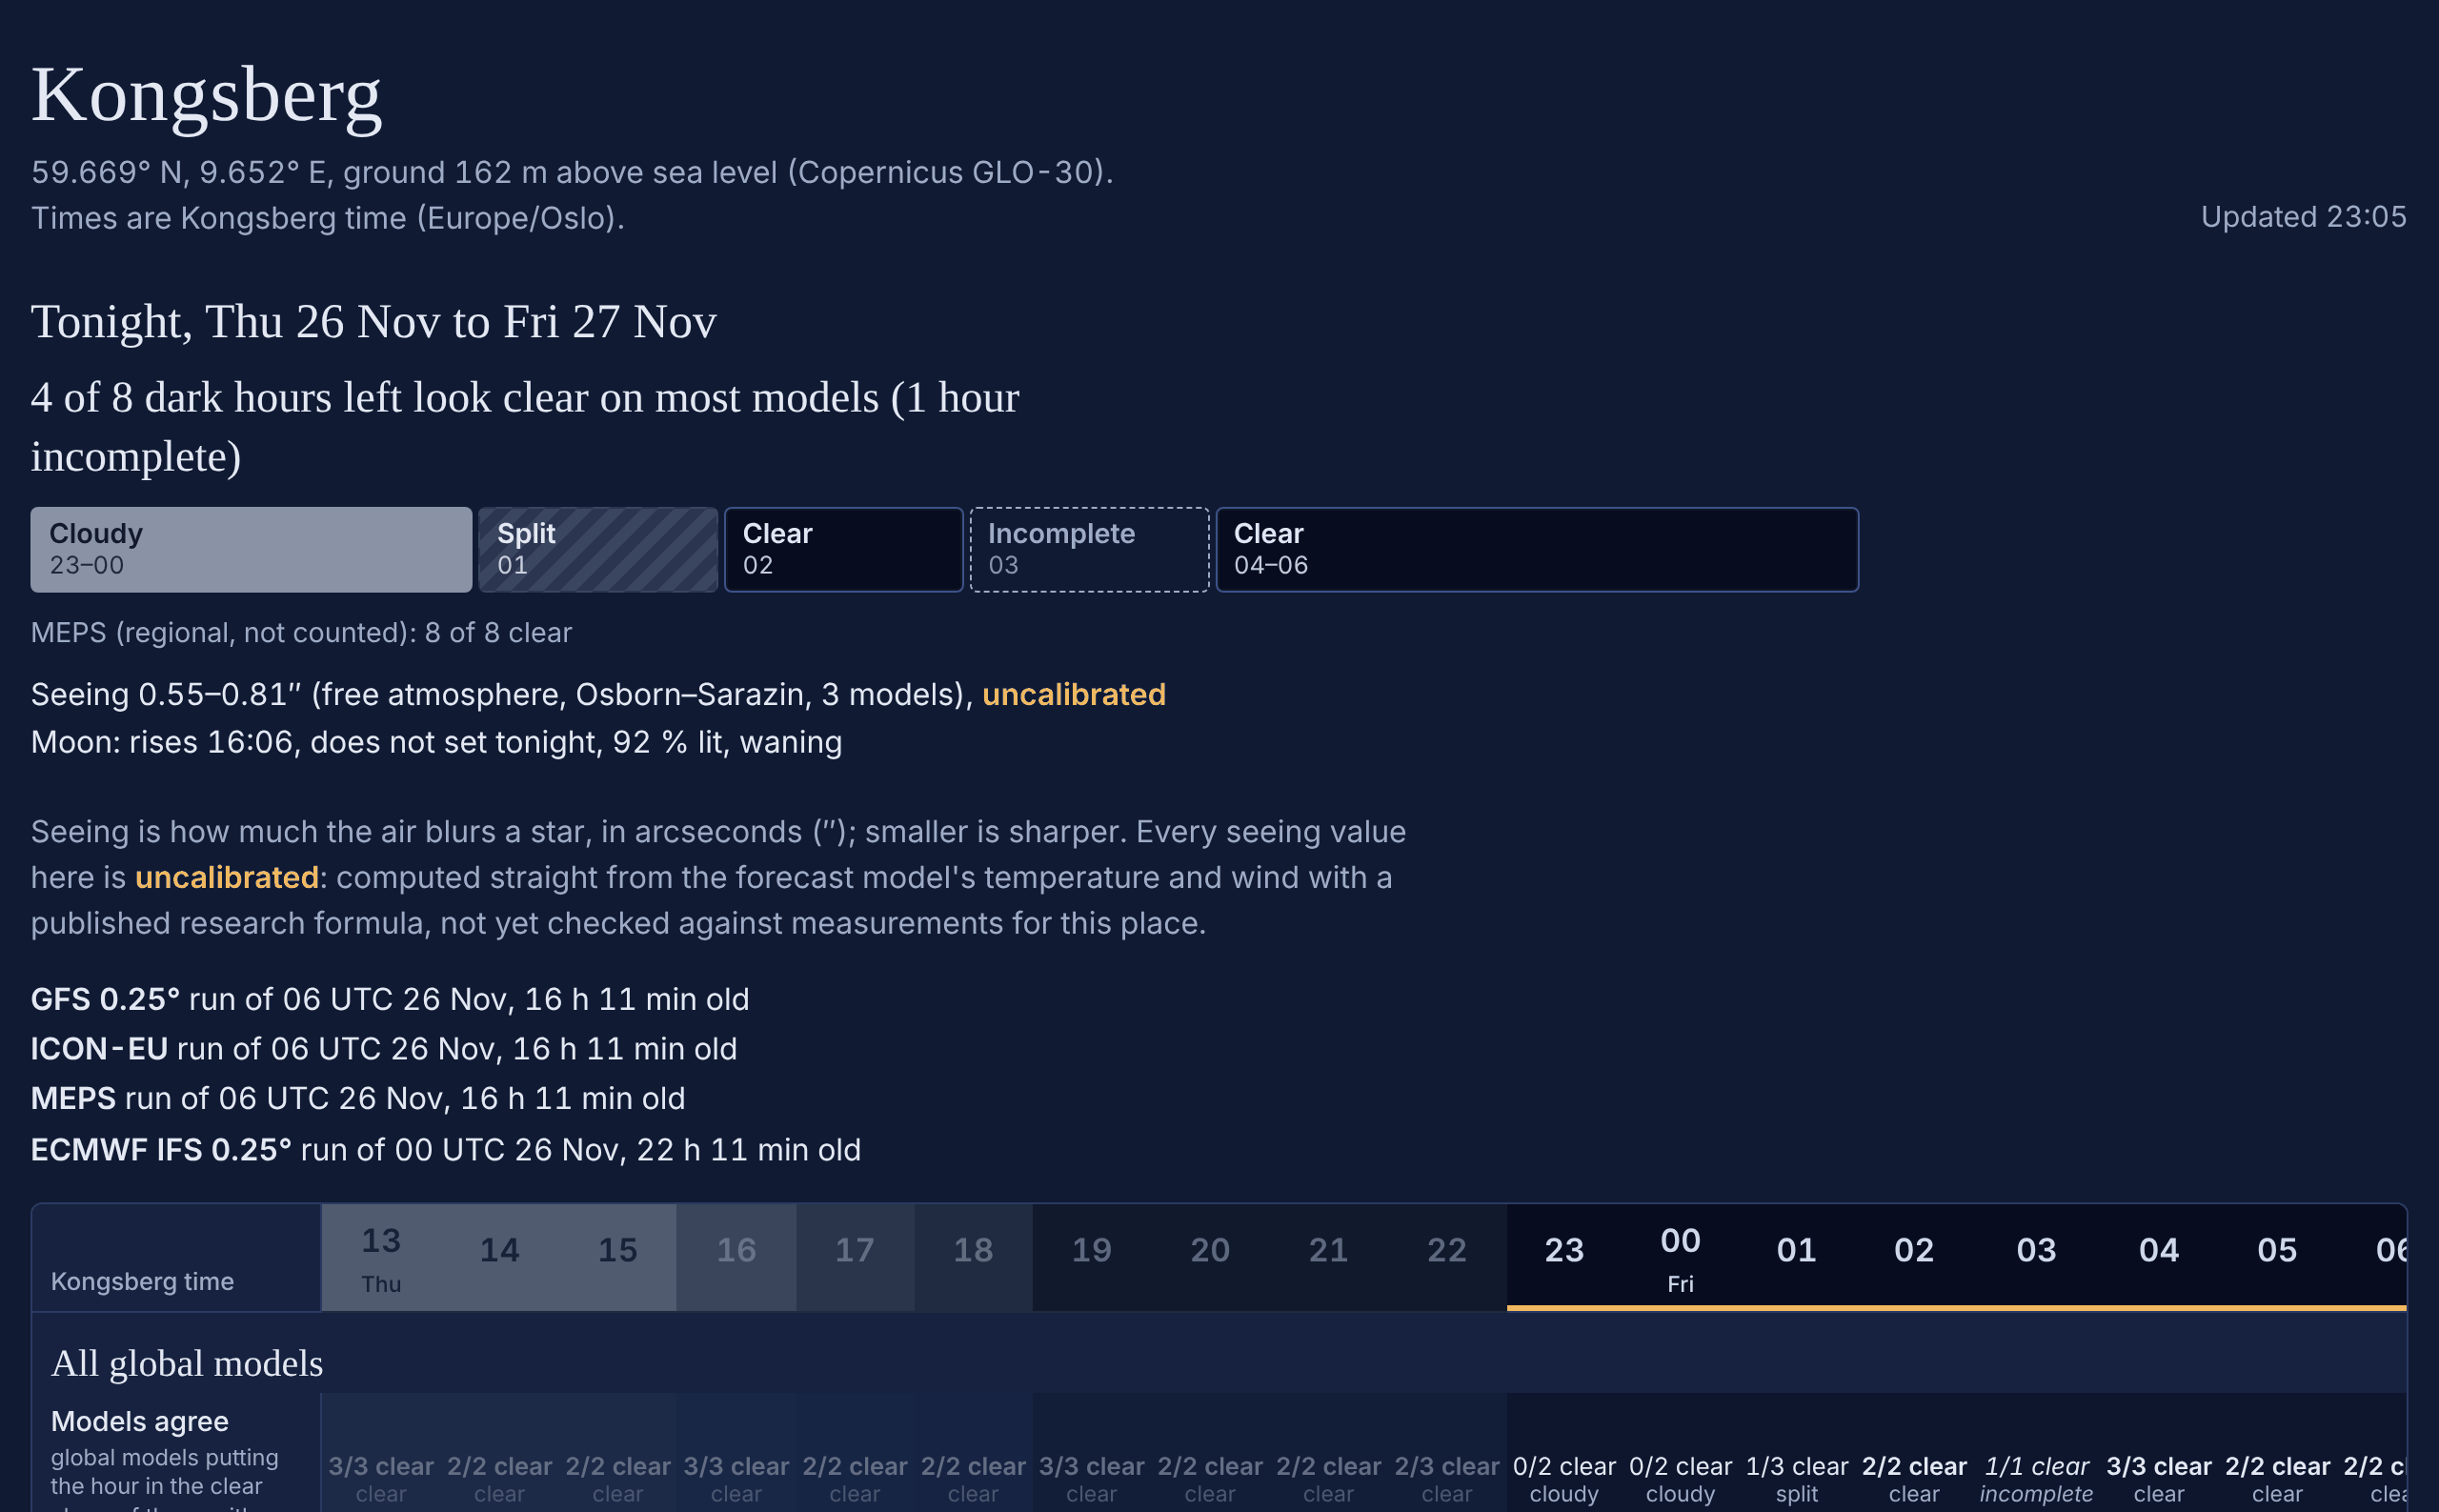 Kongsberg
59.669° N, 9.652° E, ground 162 m above sea level (Copernicus GLO-30).
Times are Kongsberg time (Europe/Oslo).
Updated 23:05
Tonight, Thu 26 Nov to Fri 27 Nov
4 of 8 dark hours left look clear on most models (1 hour
incomplete)
Cloudy Split Clear Incomplete Clear
23–00 01 02 03 04–06
MEPS (regional, not counted): 8 of 8 clear
Seeing 0.55–0.81″ (free atmosphere, Osborn–Sarazin, 3 models), uncalibrated
Moon: rises 16:06, does not set tonight, 92 % lit, waning
Seeing is how much the air blurs a star, in arcseconds (″); smaller is sharper. Every seeing value
here is uncalibrated: computed straight from the forecast model's temperature and wind with a
published research formula, not yet checked against measurements for this place.
GFS 0.25° run of 06 UTC 26 Nov, 16 h 11 min old
ICON-EU run of 06 UTC 26 Nov, 16 h 11 min old
MEPS run of 06 UTC 26 Nov, 16 h 11 min old
ECMWF IFS 0.25° run of 00 UTC 26 Nov, 22 h 11 min old
Kongsberg time 13 14 15 16 17 18 19 20 21 22 23 00 01 02 03 04 05 06
Thu Fri
All global models
Models agree
global models putting
the hour in the clear
3/3 clear 2/2 clear 2/2 clear 3/3 clear 2/2 clear 2/2 clear 3/3 clear 2/2 clear 2/2 clear 2/3 clear 0/2 clear 0/2 clear 1/3 clear 2/2 clear 1/1 clear 3/3 clear 2/2 clear 2/2
clear clear clear clear clear clear clear clear clear clear cloudy cloudy split clear incomplete clear clear